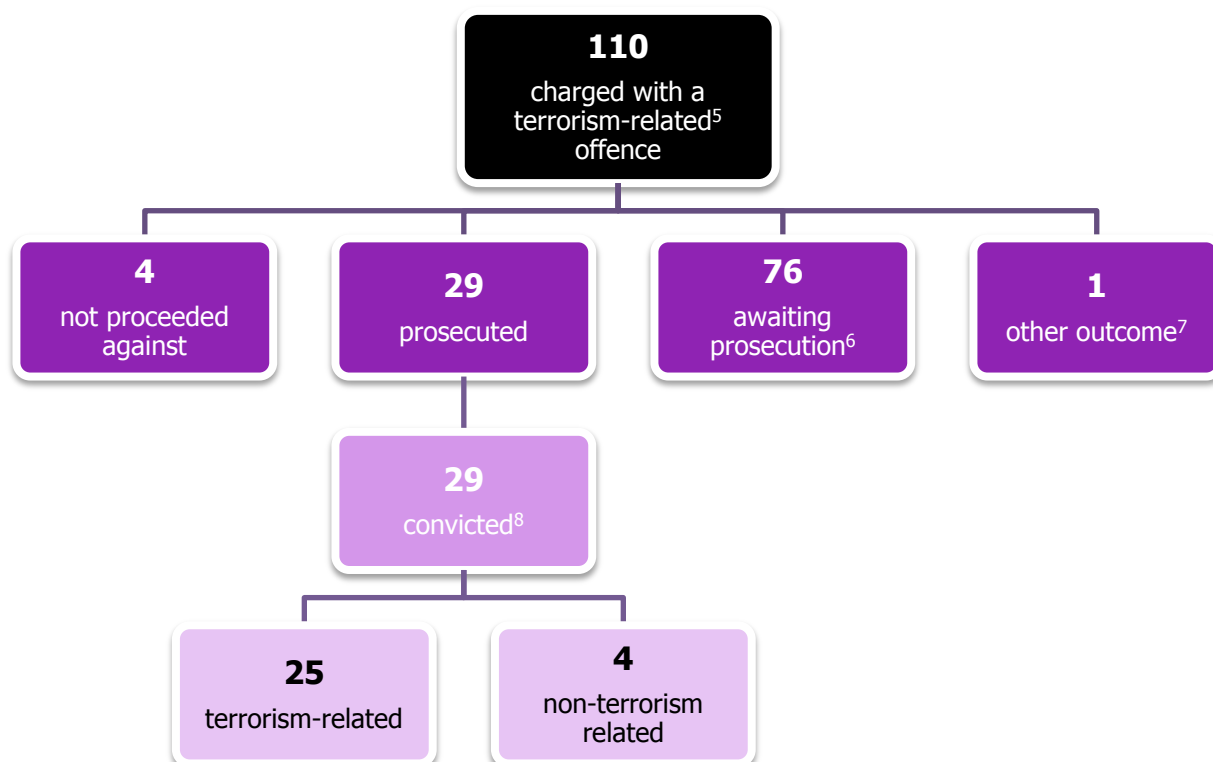 110
charged with a
terrorism-related⁵
offence
4
not proceeded
against
29
prosecuted
76
awaiting
prosecution⁶
1
other outcome⁷
29
convicted⁸
25
terrorism-related
4
non-terrorism
related